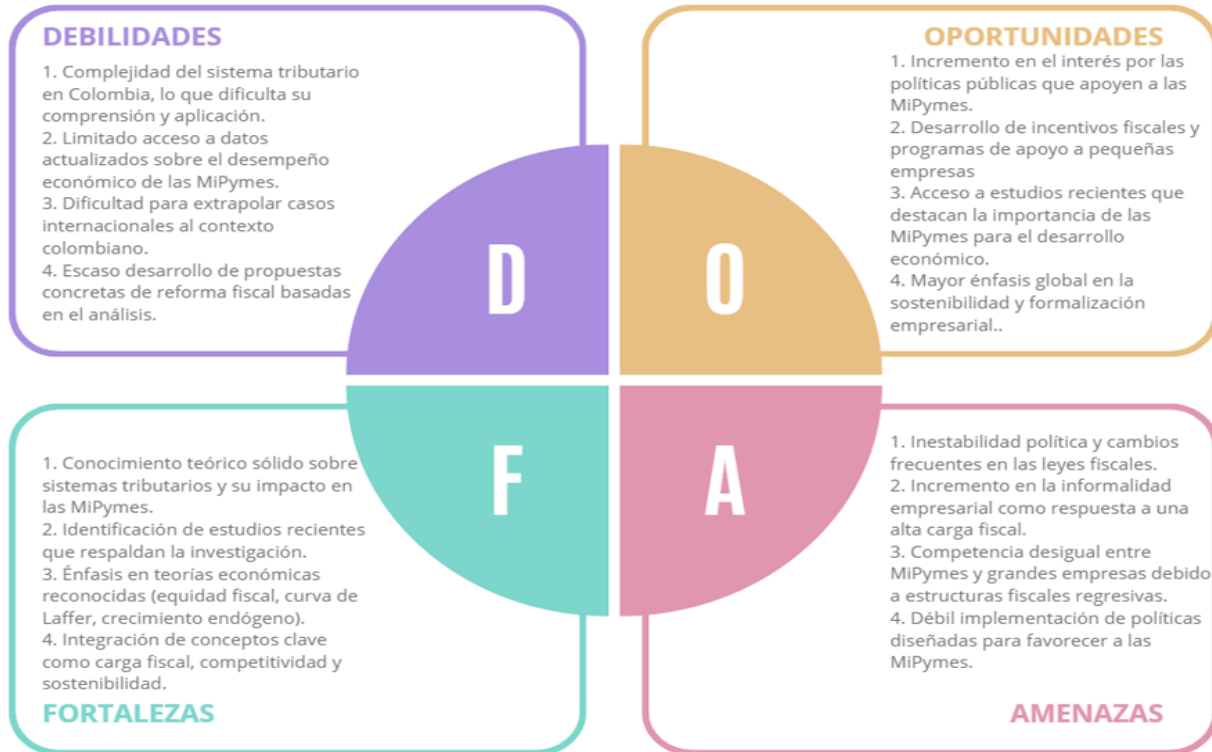 DEBILIDADES
1. Complejidad del sistema tributario
en Colombia, lo que dificulta su
comprensión y aplicación.
2. Limitado acceso a datos
actualizados sobre el desempeño
económico de las MiPymes.
3. Dificultad para extrapolar casos
internacionales al contexto
colombiano.
4. Escaso desarrollo de propuestas
concretas de reforma fiscal basadas
en el análisis.
OPORTUNIDADES
1. Incremento en el interés por las
políticas públicas que apoyen a las
MiPymes.
2. Desarrollo de incentivos fiscales y
programas de apoyo a pequeñas
empresas
3. Acceso a estudios recientes que
destacan la importancia de las
MiPymes para el desarrollo
económico.
4. Mayor énfasis global en la
sostenibilidad y formalización
empresarial..
D
O
F
A
1. Conocimiento teórico sólido sobre
sistemas tributarios y su impacto en
las MiPymes.
2. Identificación de estudios recientes
que respaldan la investigación.
3. Énfasis en teorías económicas
reconocidas (equidad fiscal, curva de
Laffer, crecimiento endógeno).
4. Integración de conceptos clave
como carga fiscal, competitividad y
sostenibilidad.
FORTALEZAS
1. Inestabilidad política y cambios
frecuentes en las leyes fiscales.
2. Incremento en la informalidad
empresarial como respuesta a una
alta carga fiscal.
3. Competencia desigual entre
MiPymes y grandes empresas debido
a estructuras fiscales regresivas.
4. Débil implementación de políticas
diseñadas para favorecer a las
MiPymes.
AMENAZAS